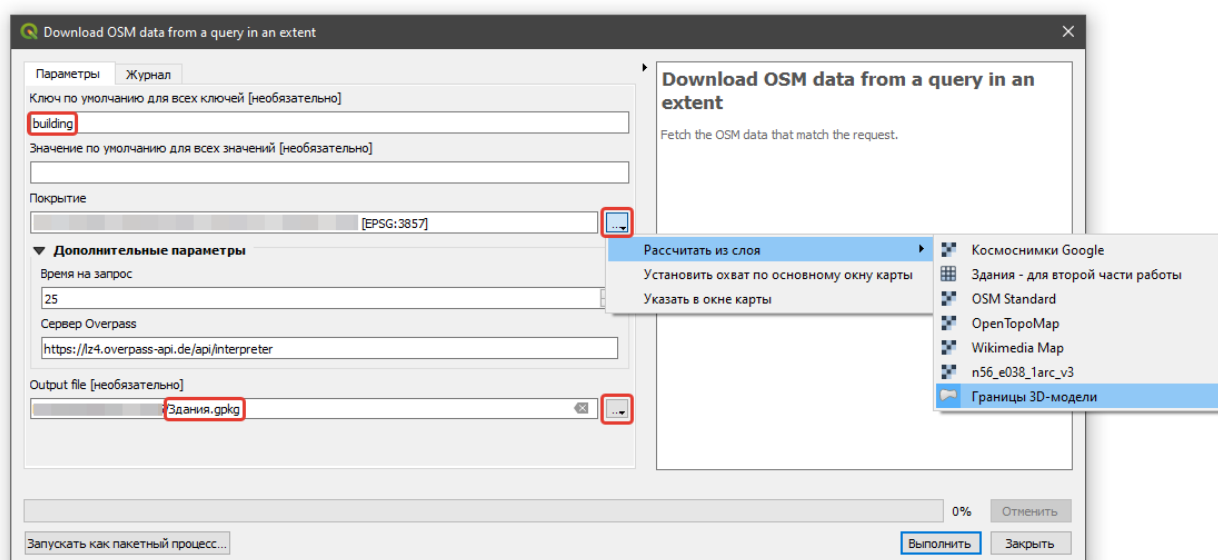 Download OSM data from a query in an extent
Параметры
Журнал
Ключ по умолчанию для всех ключей [необязательно]
building
Значение по умолчанию для всех значений [необязательно]
Покрытие
[EPSG:3857]
...
Дополнительные параметры
Время на запрос
25
Сервер Overpass
https://lz4.overpass-api.de/api/interpreter
Output file [необязательно]
/Здания.gpkg
...
Download OSM data from a query in an
extent
Fetch the OSM data that match the request.
Рассчитать из слоя
Установить охват по основному окну карты
Указать в окне карты
Космоснимки Google
Здания - для второй части работы
OSM Standard
OpenTopoMap
Wikimedia Map
n56_e038_1arc_v3
Границы 3D-модели
0%
Отменить
Запускать как пакетный процесс...
Выполнить
Закрыть